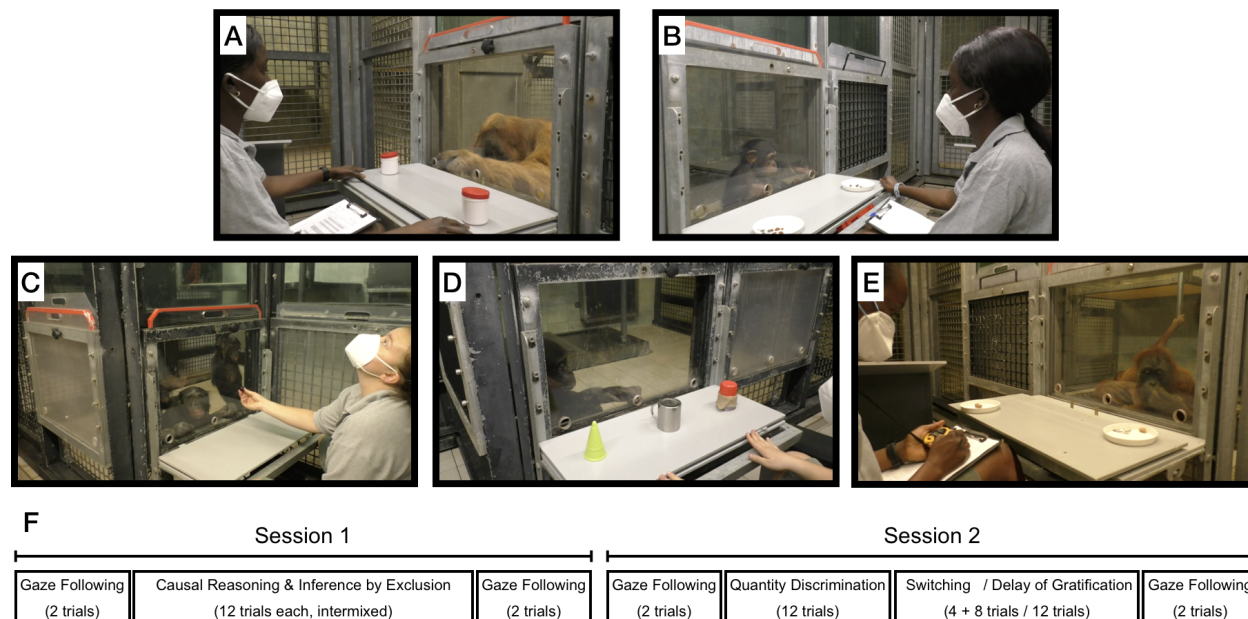 A
B
C
D
E
F
Session 1
Session 2
Gaze Following
(2 trials)
Causal Reasoning & Inference by Exclusion
(12 trials each, intermixed)
Gaze Following
(2 trials)
Gaze Following
(2 trials)
Quantity Discrimination
(12 trials)
Switching / Delay of Gratification
(4 + 8 trials / 12 trials)
Gaze Following
(2 trials)